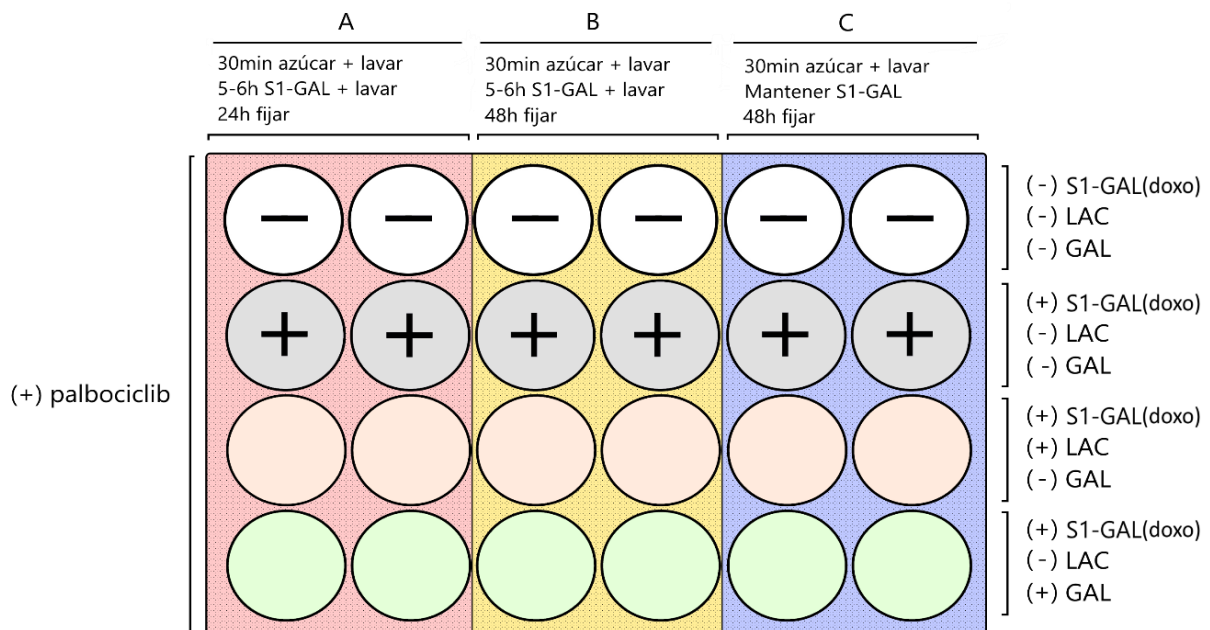 A
30min azúcar + lavar
5-6h S1-GAL + lavar
24h fijar
B
30min azúcar + lavar
5-6h S1-GAL + lavar
48h fijar
C
30min azúcar + lavar
Mantener S1-GAL
48h fijar
(+) palbociclib
− − − − − −
(-) S1-GAL(doxo)
(-) LAC
(-) GAL
+ + + + + +
(+) S1-GAL(doxo)
(-) LAC
( -) GAL
(+) S1-GAL(doxo)
(+) LAC
(-) GAL
(+) S1-GAL(doxo)
(-) LAC
(+) GAL